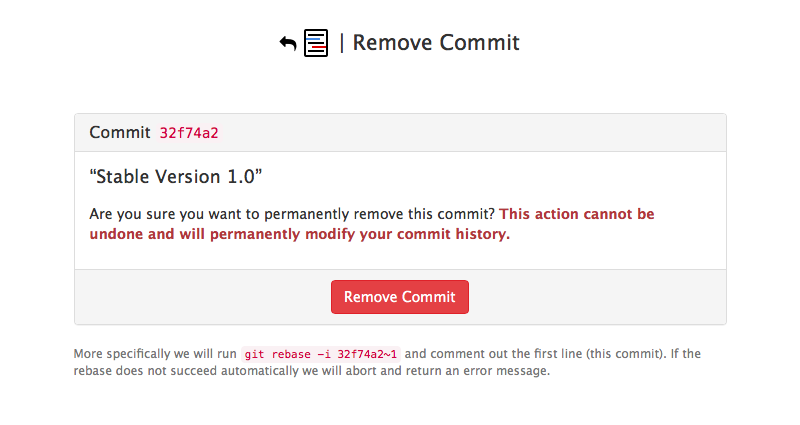 | Remove Commit
Commit 32f74a2
“Stable Version 1.0”
Are you sure you want to permanently remove this commit? This action cannot be
undone and will permanently modify your commit history.
Remove Commit
More specifically we will run git rebase -i 32f74a2~1 and comment out the first line (this commit). If the
rebase does not succeed automatically we will abort and return an error message.